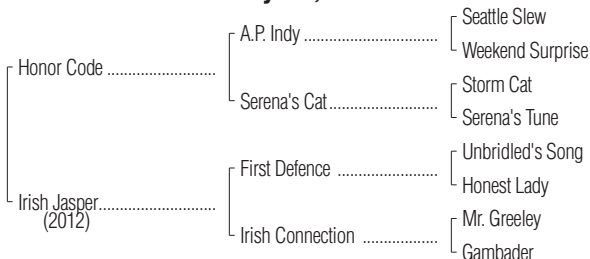 Seattle Slew
A.P. Indy
Weekend Surprise
Honor Code
Storm Cat
Serena's Cat
Serena's Tune
Unbridled's Song
First Defence
Honest Lady
Irish Jasper
(2012)
Mr. Greeley
Irish Connection
Gambader